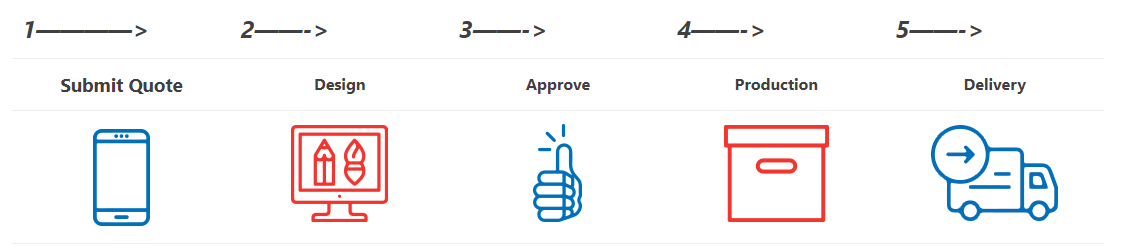 1————> 2——-> 3——-> 4——-> 5——->
Submit Quote Design Approve Production Delivery